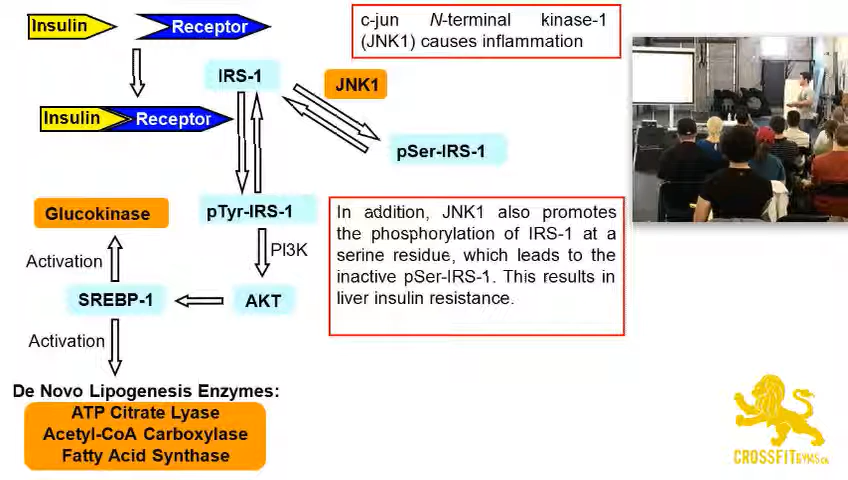 Insulin
Receptor
c-jun N-terminal kinase-1
(JNK1) causes inflammation
IRS-1
JNK1
Insulin
Receptor
pSer-IRS-1
Glucokinase
pTyr-IRS-1
In addition, JNK1 also promotes
the phosphorylation of IRS-1 at a
serine residue, which leads to the
inactive pSer-IRS-1. This results in
liver insulin resistance.
PI3K
Activation
SREBP-1
AKT
Activation
De Novo Lipogenesis Enzymes:
ATP Citrate Lyase
Acetyl-CoA Carboxylase
Fatty Acid Synthase
CROSSFIT